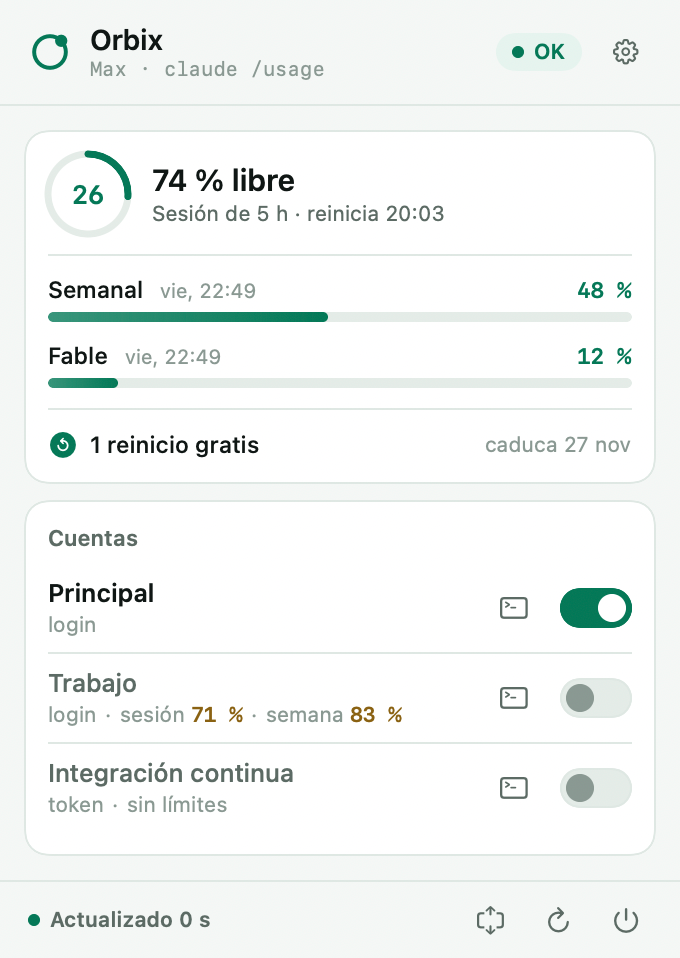 Orbix
Max · claude /usage
OK
26
74 % libre
Sesión de 5 h · reinicia 20:03
Semanal vie, 22:49 48 %
Fable vie, 22:49 12 %
1 reinicio gratis caduca 27 nov
Cuentas
Principal
login
Trabajo
login · sesión 71 % · semana 83 %
Integración continua
token · sin límites
Actualizado 0 s